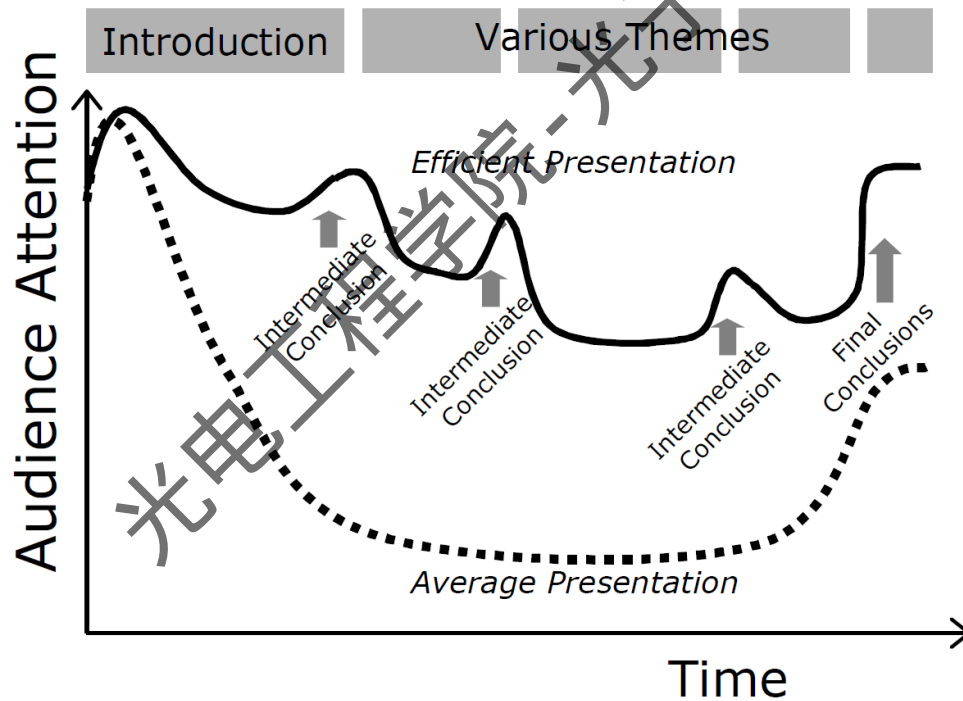 Introduction
Various Themes
Audience Attention
Efficient Presentation
Intermediate
Conclusion
Intermediate
Conclusion
Intermediate
Conclusion
Final
Conclusions
Average Presentation
Time
光电工程学院-光